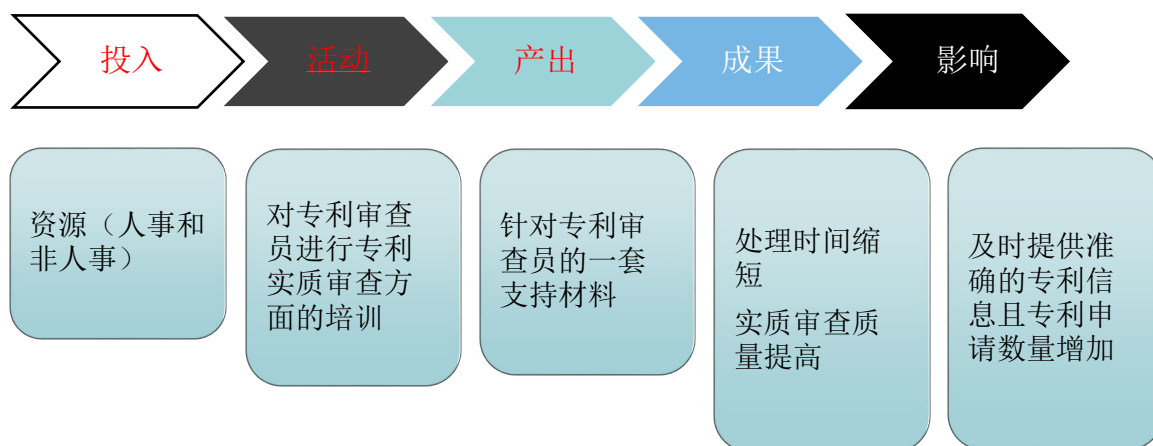 投入
活动
产出
成果
影响
资源（人事和
非人事）
对专利审查
员进行专利
实质审查方
面的培训
针对专利审
查员的一套
支持材料
处理时间缩
短
实质审查质
量提高
及时提供准
确的专利信
息且专利申
请数量增加